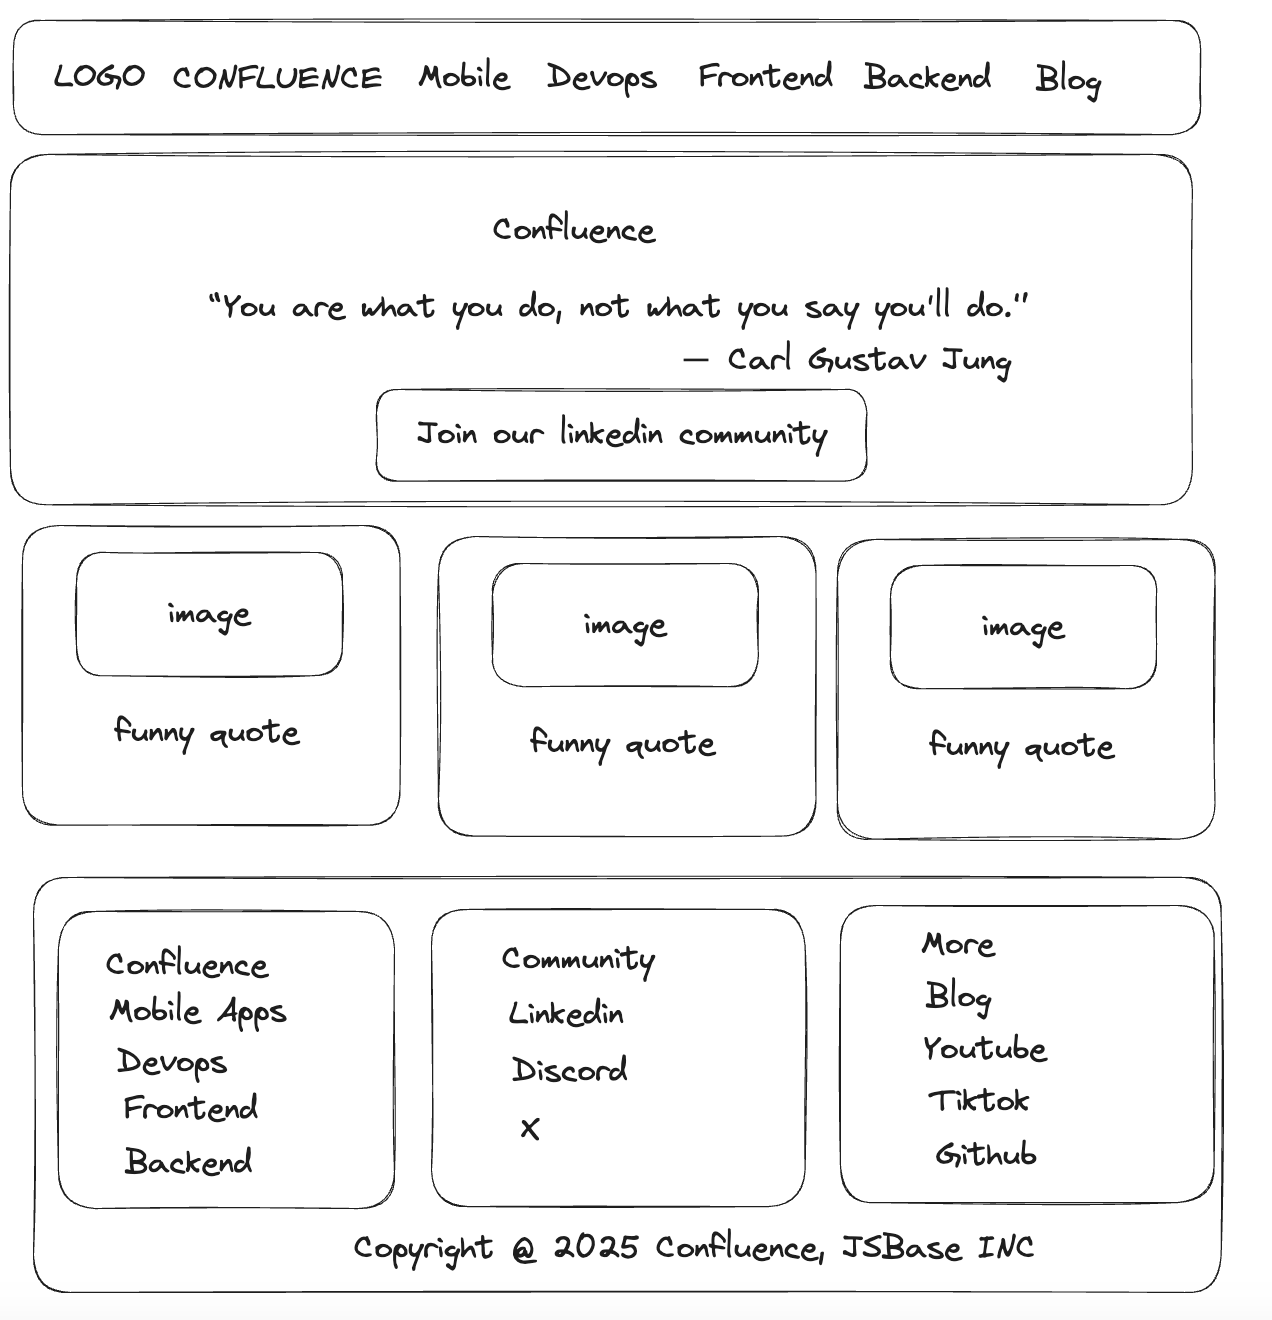 LOGO CONFLUENCE Mobile Devops Frontend Backend Blog
Confluence
"You are what you do, not what you say you'll do."
— Carl Gustav Jung
Join our linkedin community
image
funny quote
image
funny quote
image
funny quote
Confluence
Mobile Apps
Devops
Frontend
Backend
Community
Linkedin
Discord
X
More
Blog
Youtube
Tiktok
Github
Copyright @ 2025 Confluence, JSBase INC